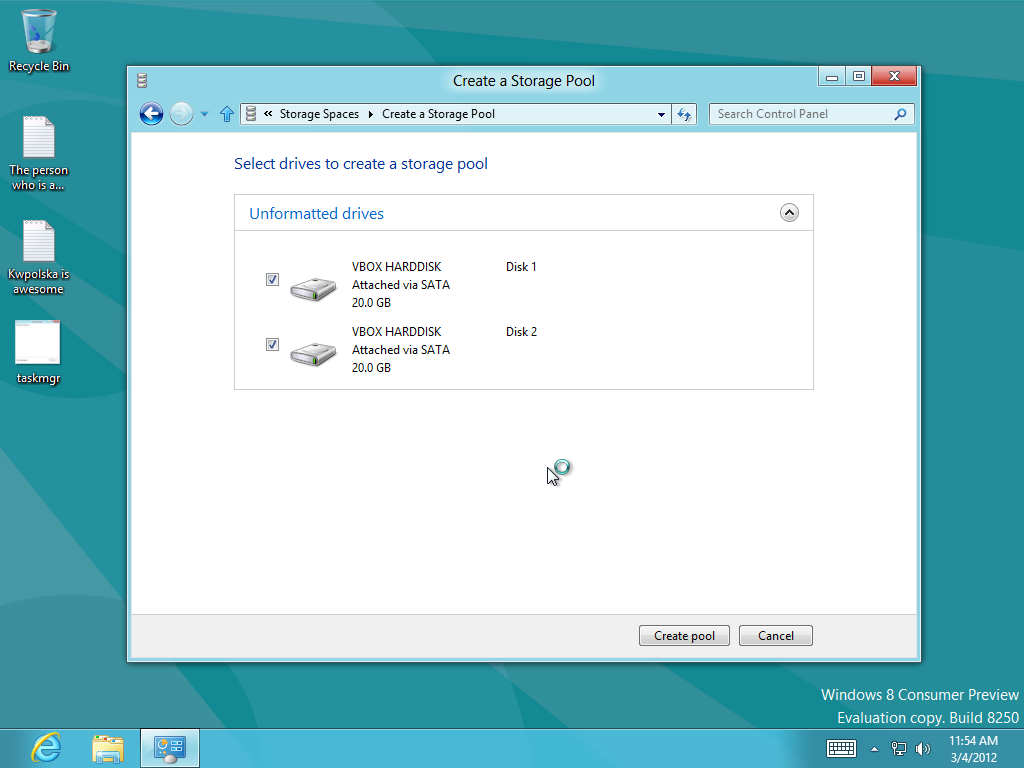 Recycle Bin
The person
who is a...
Kwpolska is
awesome
taskmgr
Create a Storage Pool
« Storage Spaces Create a Storage Pool
Search Control Panel
Select drives to create a storage pool
Unformatted drives
VBOX HARDDISK Disk 1
Attached via SATA
20.0 GB
VBOX HARDDISK Disk 2
Attached via SATA
20.0 GB
Create pool Cancel
Windows 8 Consumer Preview
Evaluation copy. Build 8250
11:54 AM
3/4/2012